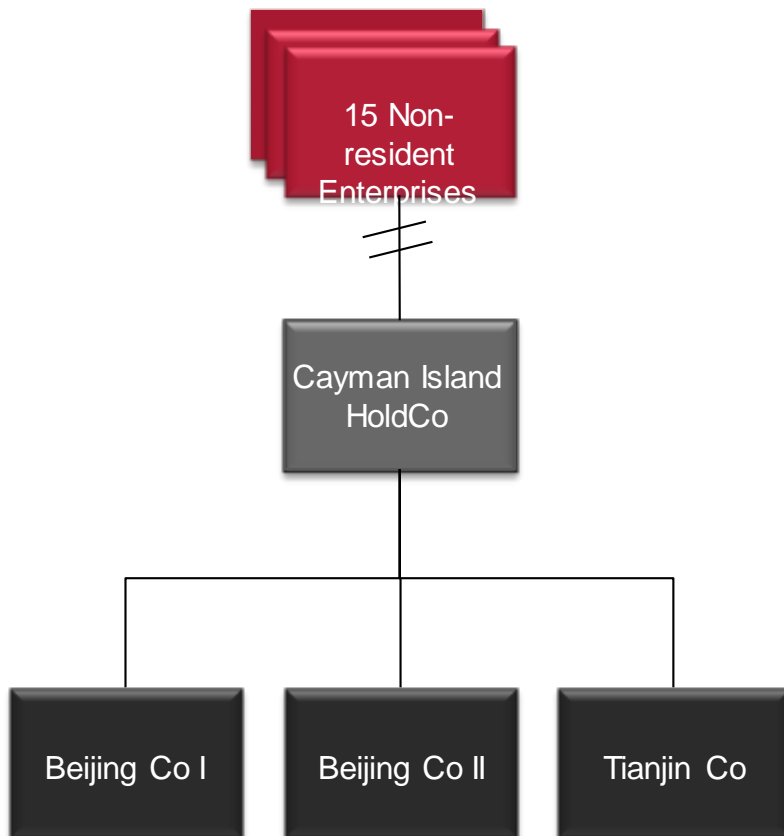 15 Non-
resident
Enterprises
Cayman Island
HoldCo
Beijing Co I
Beijing Co II
Tianjin Co